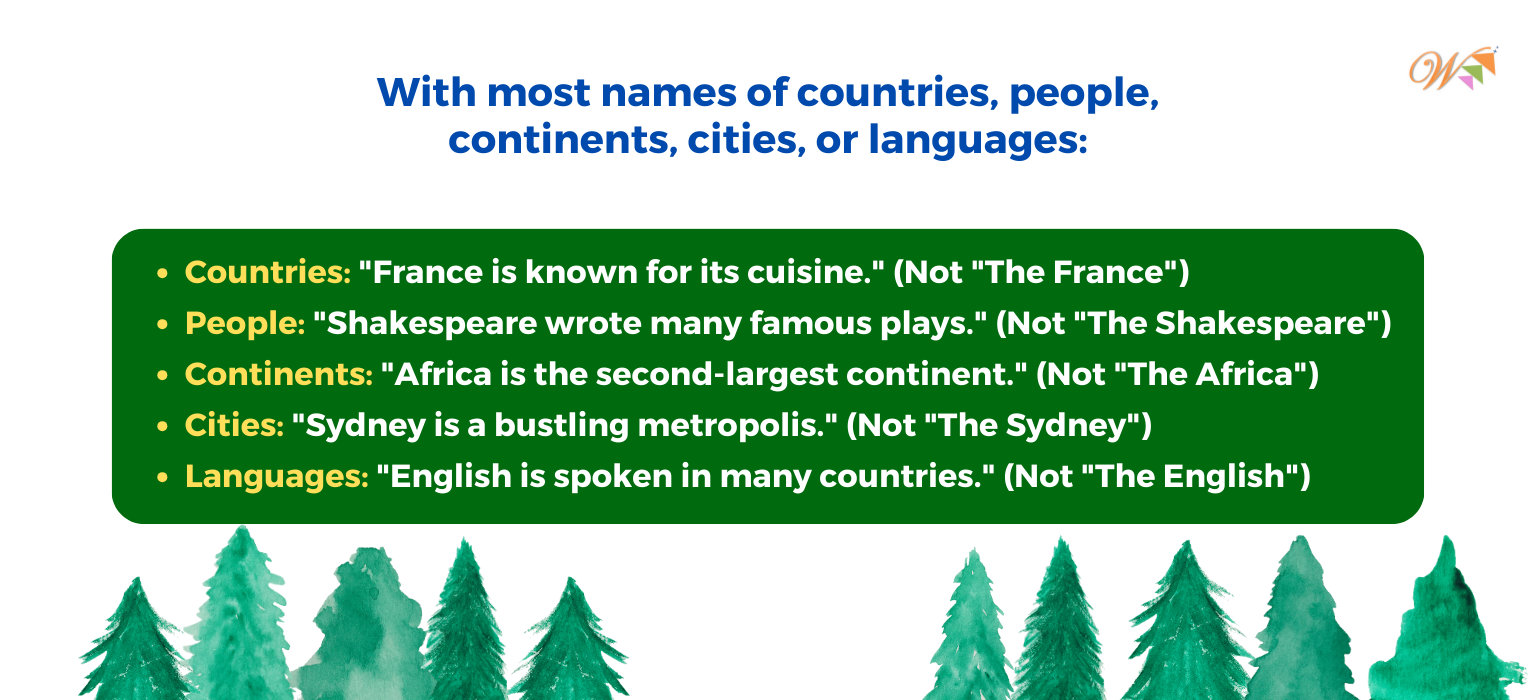 With most names of countries, people,
continents, cities, or languages:
W
• Countries: "France is known for its cuisine." (Not "The France")
• People: "Shakespeare wrote many famous plays." (Not "The Shakespeare")
• Continents: "Africa is the second-largest continent." (Not "The Africa")
• Cities: "Sydney is a bustling metropolis." (Not "The Sydney")
• Languages: "English is spoken in many countries." (Not "The English")